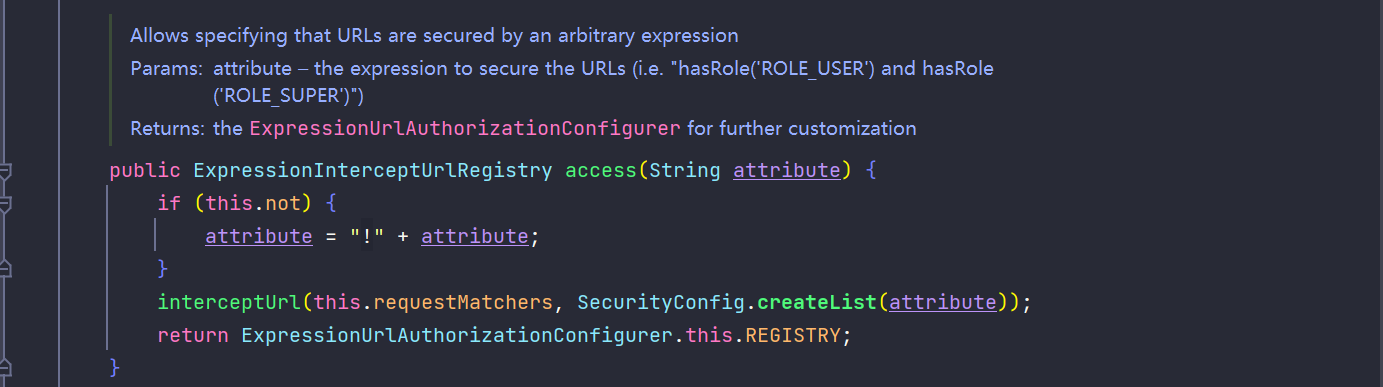 Allows specifying that URLs are secured by an arbitrary expression
Params: attribute – the expression to secure the URLs (i.e. "hasRole('ROLE_USER') and hasRole
('ROLE_SUPER')")
Returns: the ExpressionUrlAuthorizationConfigurer for further customization
public ExpressionInterceptUrlRegistry access(String attribute) {
if (this.not) {
attribute = "!" + attribute;
}
interceptUrl(this.requestMatchers, SecurityConfig.createList(attribute));
return ExpressionUrlAuthorizationConfigurer.this.REGISTRY;
}